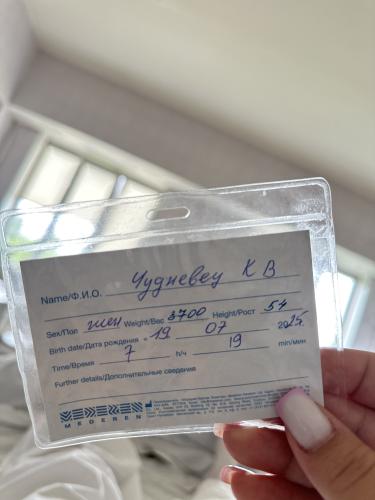 Name/Ф.И.О. Чудневец К В
Sex/Пол жен Weight/Вес 3700 Height/Рост 54
Birth date/Дата рождения «19 07 2025
Time/Время 7 h/ч 19 min/мин
Further details/Дополнительные сведения
MEDEREN